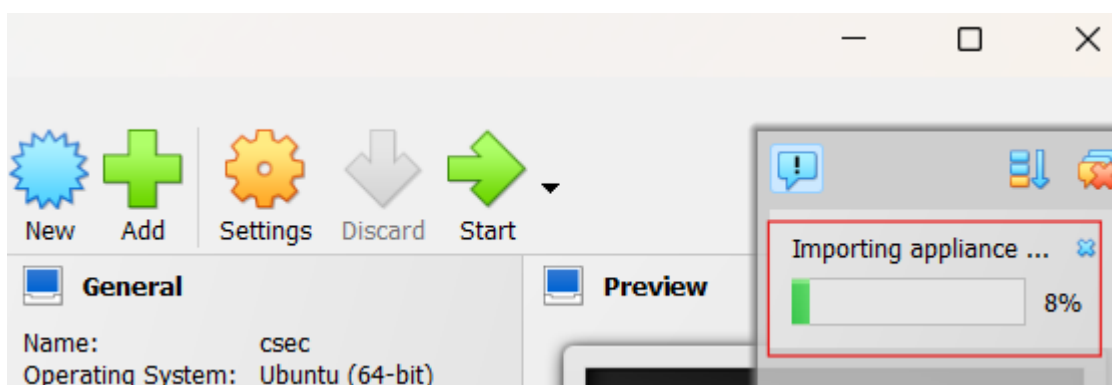 New Add Settings Discard Start
Importing appliance ...
8%
General
Preview
Name: csec
Operating System: Ubuntu (64-bit)